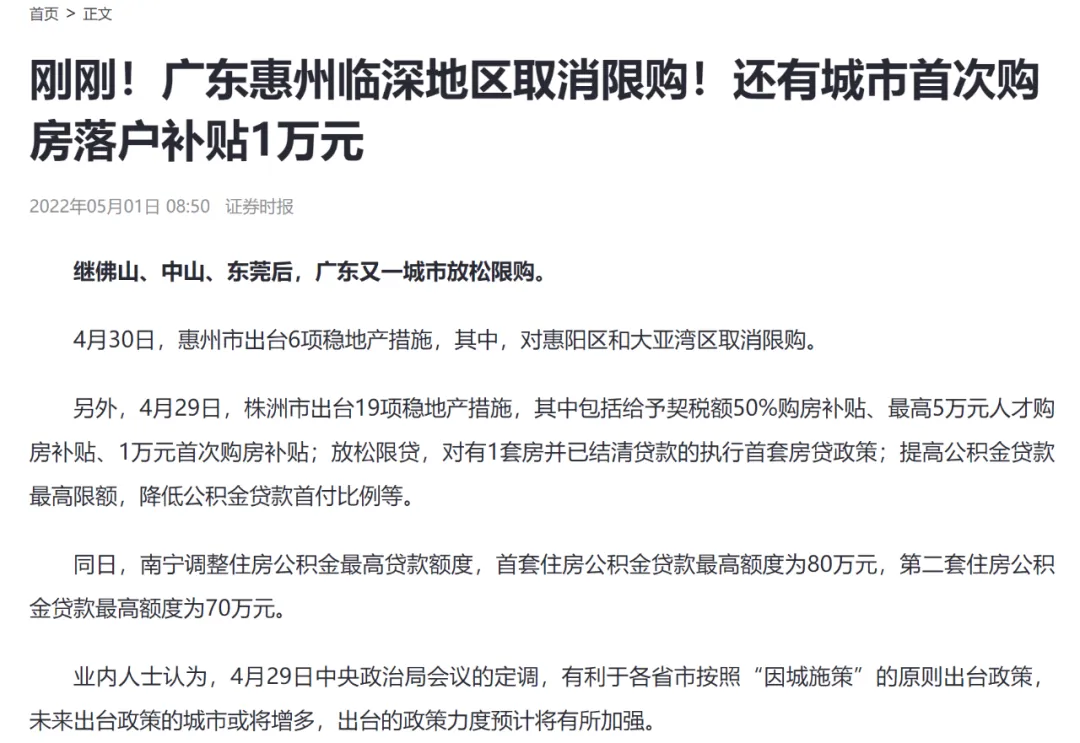 首页 > 正文
刚刚！广东惠州临深地区取消限购！还有城市首次购
房落户补贴1万元
2022年05月01日 08:50 证券时报
继佛山、中山、东莞后，广东又一城市放松限购。
4月30日，惠州市出台6项稳地产措施，其中，对惠阳区和大亚湾区取消限购。
另外，4月29日，株洲市出台19项稳地产措施，其中包括给予契税额50%购房补贴、最高5万元人才购
房补贴、1万元首次购房补贴；放松限贷，对有1套房并已结清贷款的执行首套房贷政策；提高公积金贷款
最高限额，降低公积金贷款首付比例等。
同日，南宁调整住房公积金最高贷款额度，首套住房公积金贷款最高额度为80万元，第二套住房公积
金贷款最高额度为70万元。
业内人士认为，4月29日中央政治局会议的定调，有利于各省市按照“因城施策”的原则出台政策，
未来出台政策的城市或将增多，出台的政策力度预计将有所加强。